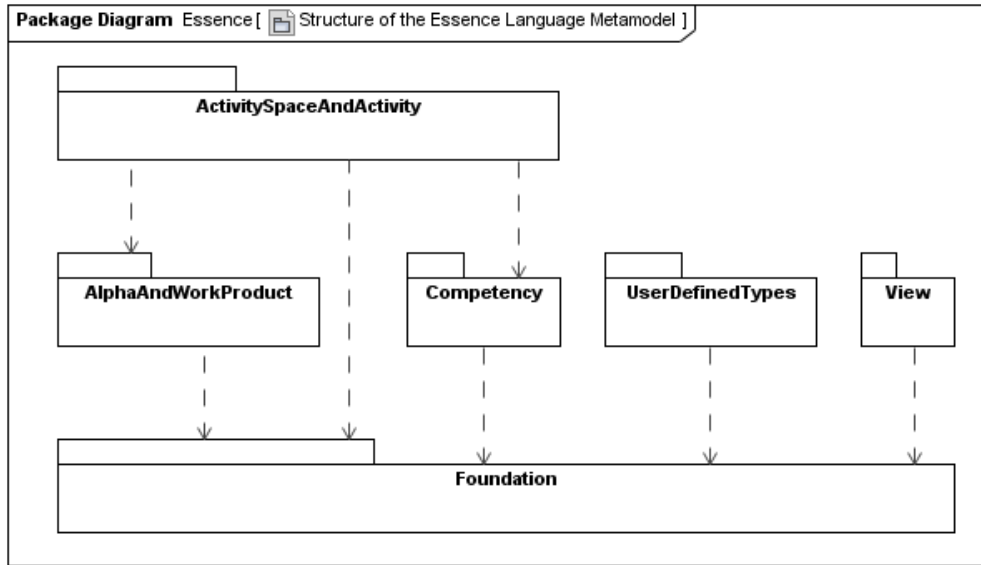 Package Diagram Essence [ Structure of the Essence Language Metamodel ]
ActivitySpaceAndActivity
AlphaAndWorkProduct
Competency
UserDefinedTypes
View
Foundation